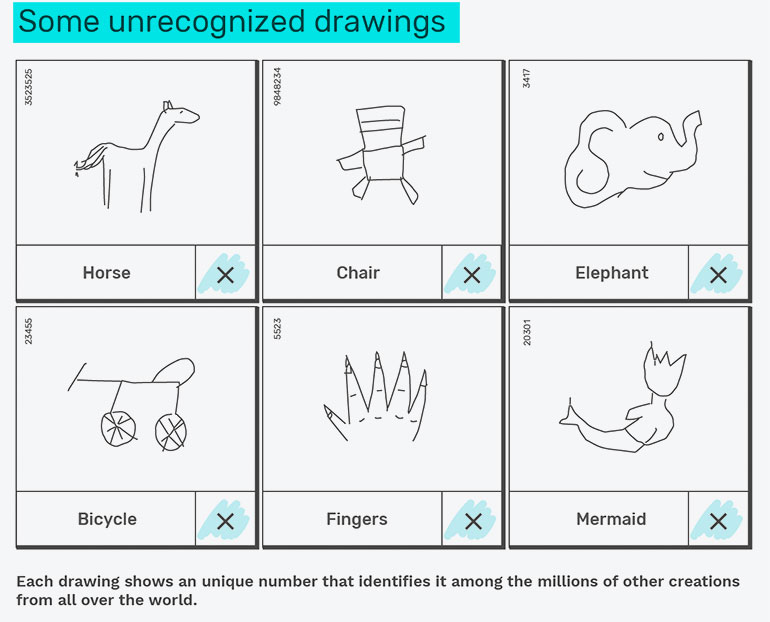 Some unrecognized drawings
3523525
9848234
3417
Horse
Chair
Elephant
23455
5523
20301
Bicycle
Fingers
Mermaid
Each drawing shows an unique number that identifies it among the millions of other creations
from all over the world.